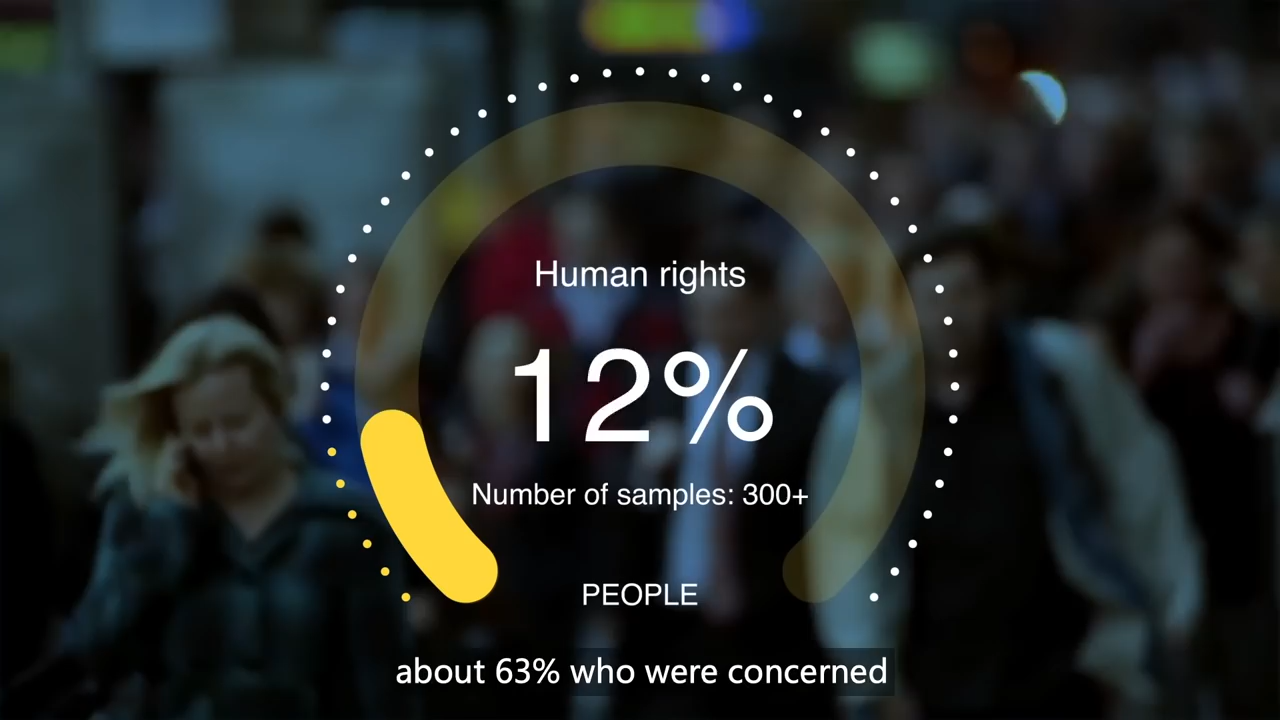 Human rights
12%
Number of samples: 300+
PEOPLE
about 63% who were concerned